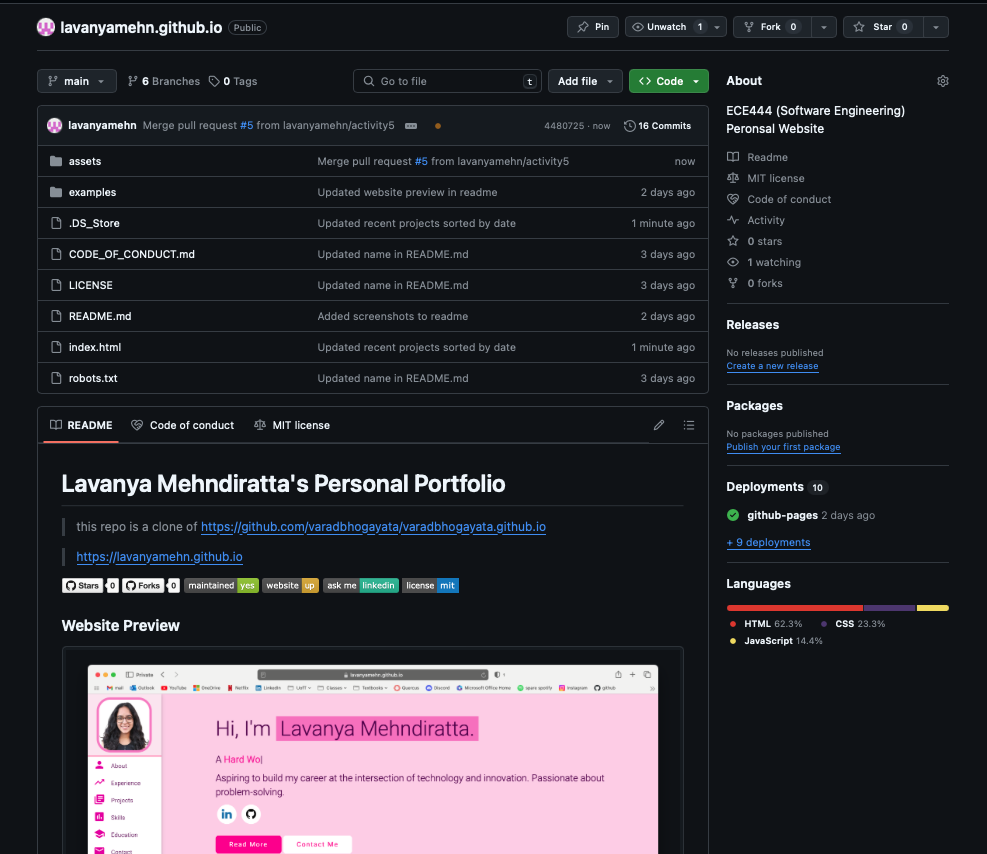 lavanyamehn.github.io Public
Pin Unwatch 1 Fork 0 Star 0
main 6 Branches 0 Tags Go to file t Add file Code
lavanyamehn Merge pull request #5 from lavanyamehn/activity5 4480725 · now 16 Commits
assets Merge pull request #5 from lavanyamehn/activity5 now
examples Updated website preview in readme 2 days ago
.DS_Store Updated recent projects sorted by date 1 minute ago
CODE_OF_CONDUCT.md Updated name in README.md 3 days ago
LICENSE Updated name in README.md 3 days ago
README.md Added screenshots to readme 2 days ago
index.html Updated recent projects sorted by date 1 minute ago
robots.txt Updated name in README.md 3 days ago
README Code of conduct MIT license
Lavanya Mehndiratta's Personal Portfolio
this repo is a clone of https://github.com/varadbhogayata/varadbhogayata.github.io
https://lavanyamehn.github.io
Stars 0 Forks 0 maintained yes website up ask me linkedin license mit
Website Preview
Private lavanyamehn.github.io
mail Outlook YouTube OneDrive Netflix LinkedIn UofT Classes Textbooks Quercus Discord Microsoft Office Home spare spotify Instagram github
Hi, I'm Lavanya Mehndiratta.
A Hard Wo|
Aspiring to build my career at the intersection of technology and innovation. Passionate about
problem-solving.
Read More Contact Me
About
Experience
Projects
Skills
Education
Contact
About
ECE444 (Software Engineering)
Peronsal Website
Readme
MIT license
Code of conduct
Activity
0 stars
1 watching
0 forks
Releases
No releases published
Create a new release
Packages
No packages published
Publish your first package
Deployments 10
github-pages 2 days ago
+ 9 deployments
Languages
HTML 62.3% CSS 23.3%
JavaScript 14.4%